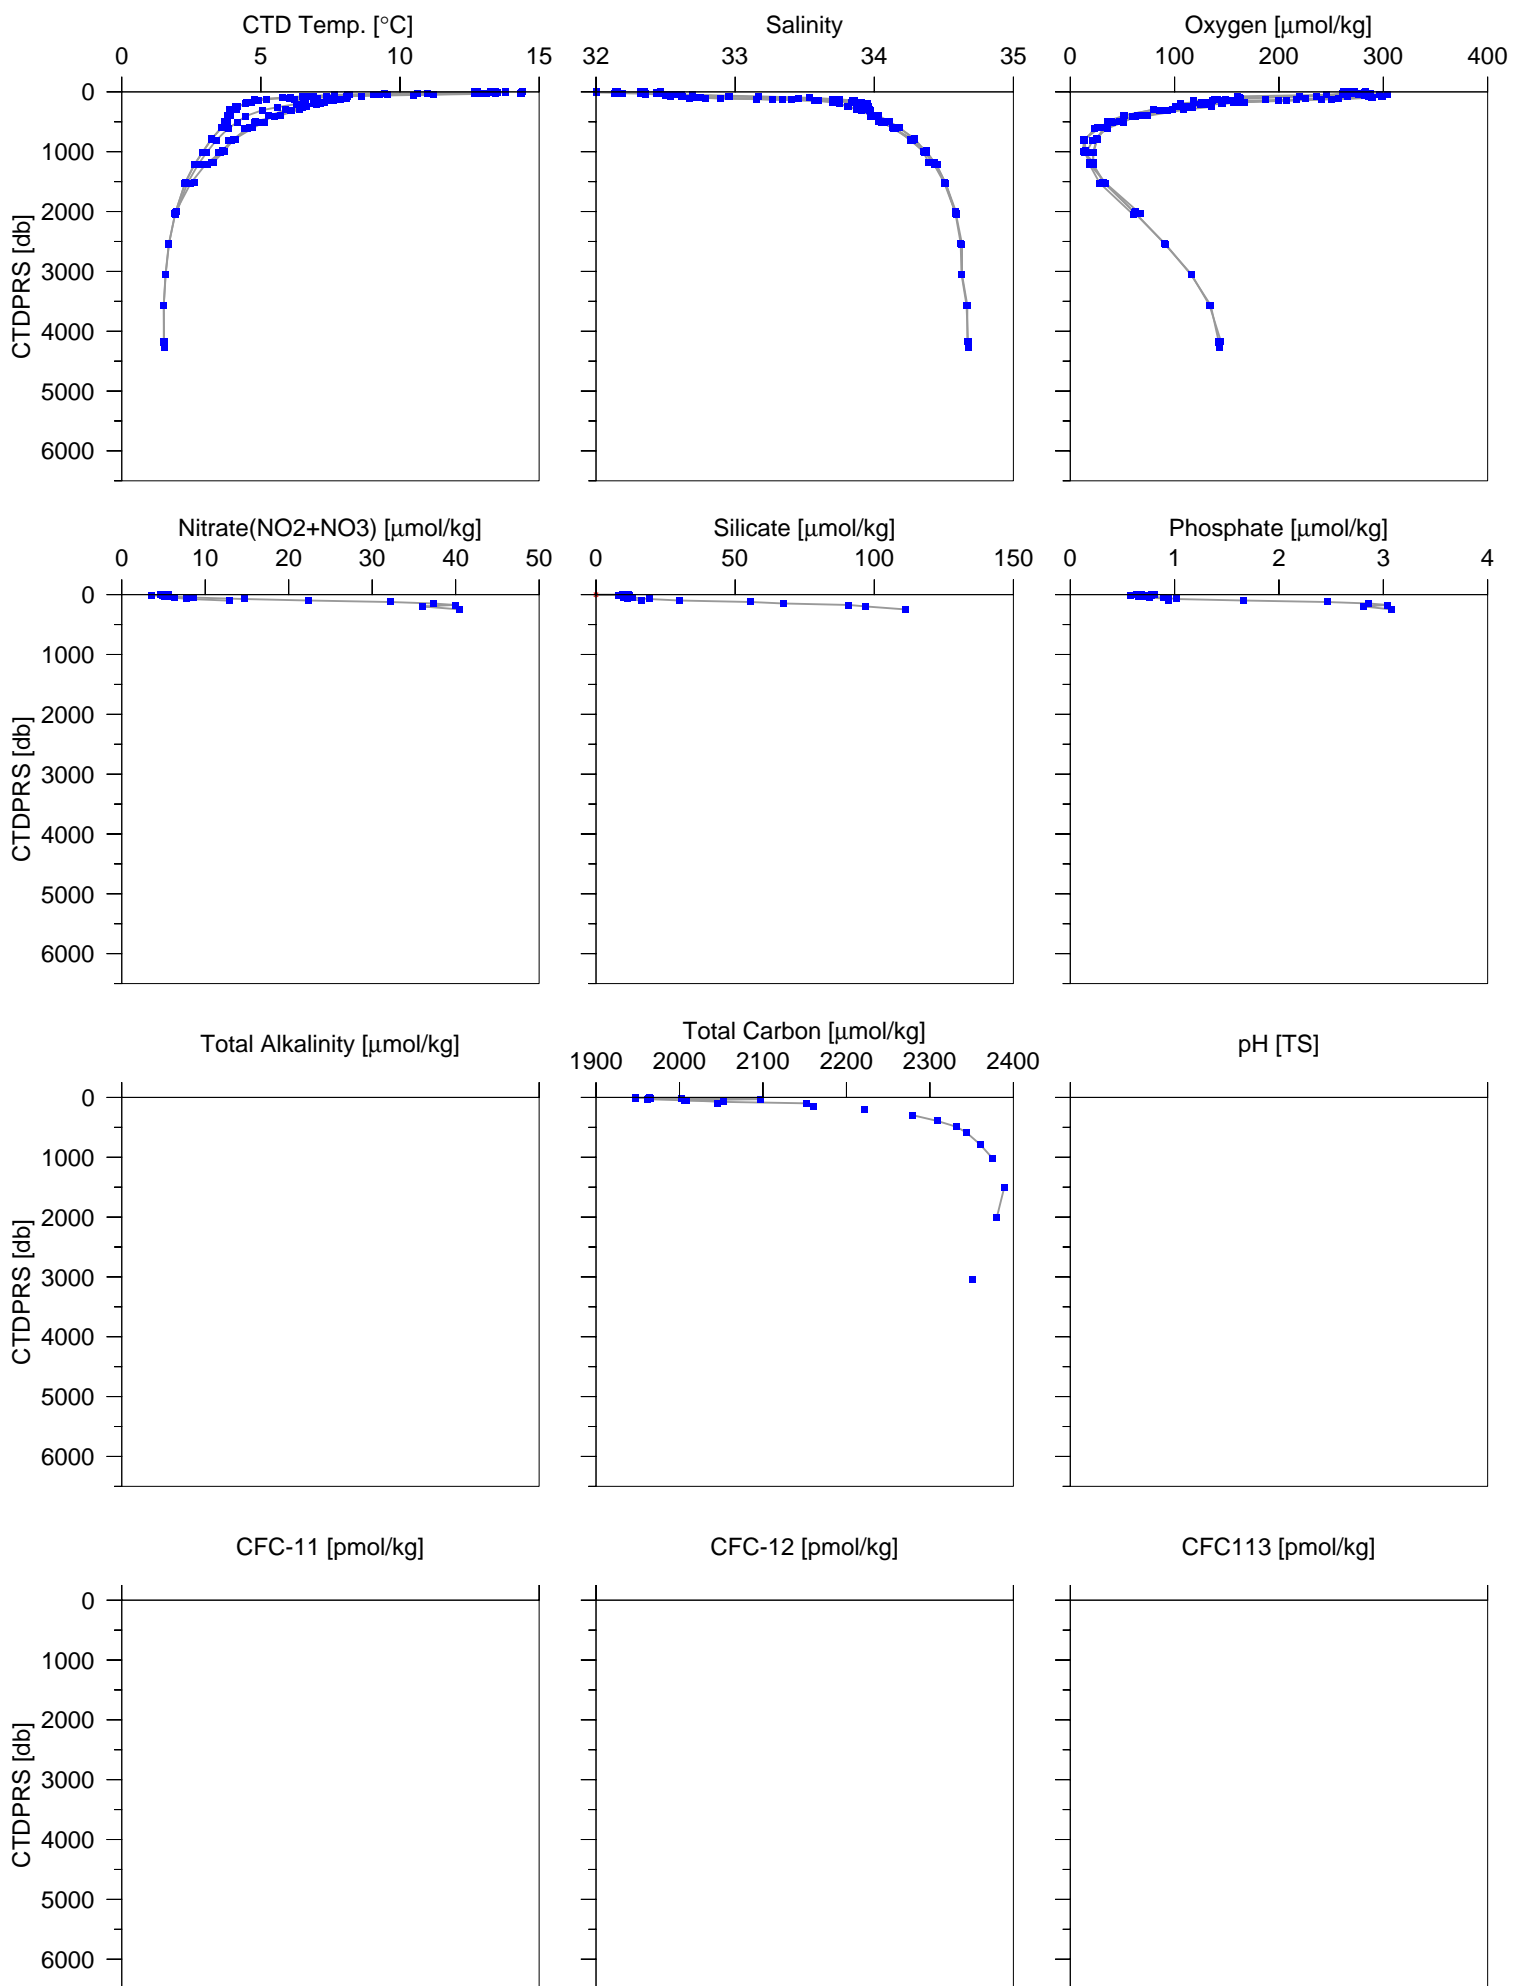 CTD Temp. [°C] Salinity Oxygen [μmol/kg]
0 5 10 15 32 33 34 35 0 100 200 300 400
0
1000
2000
3000
4000
5000
6000
CTDPRS [db]
Nitrate(NO2+NO3) [μmol/kg] Silicate [μmol/kg] Phosphate [μmol/kg]
0 10 20 30 40 50 0 50 100 150 0 1 2 3 4
0
1000
2000
3000
4000
5000
6000
CTDPRS [db]
Total Alkalinity [μmol/kg] Total Carbon [μmol/kg] pH [TS]
1900 2000 2100 2200 2300 2400
0
1000
2000
3000
4000
5000
6000
CTDPRS [db]
CFC-11 [pmol/kg] CFC-12 [pmol/kg] CFC113 [pmol/kg]
0
1000
2000
3000
4000
5000
6000
CTDPRS [db]